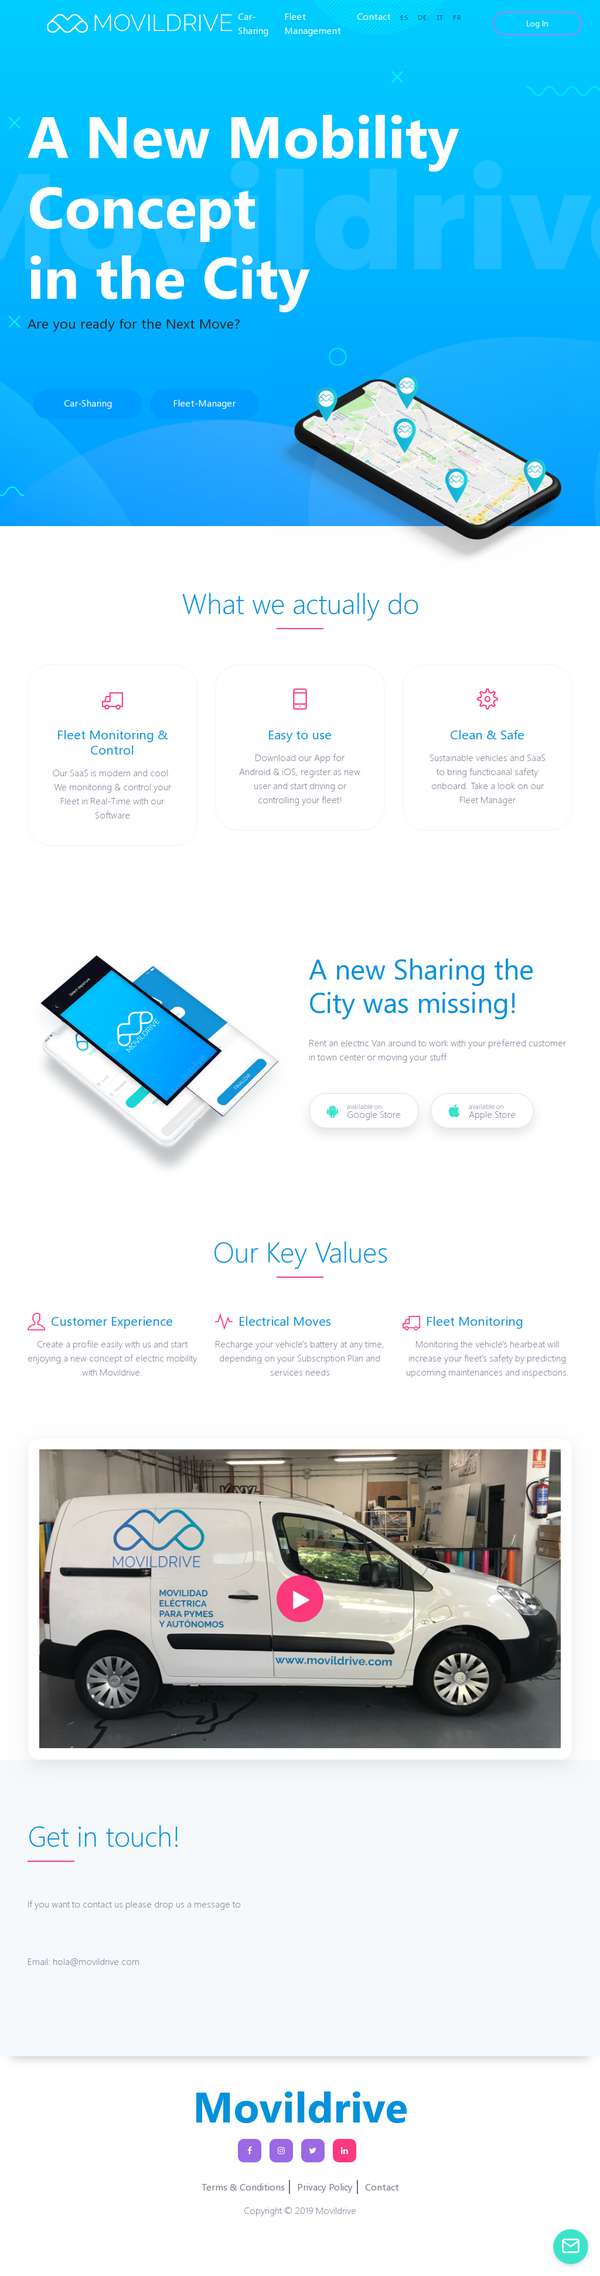 MOVILDRIVE
Car-Sharing
Fleet Management
Contact
ES DE IT FR
Log In
Movildrive
A New Mobility
Concept
in the City
Are you ready for the Next Move?
Car-Sharing
Fleet-Manager
What we actually do
Fleet Monitoring &
Control
Our SaaS is modern and cool.
We monitoring & control your
Fleet in Real-Time with our
Software
Easy to use
Download our App for
Android & iOS, register as new
user and start driving or
controlling your fleet!
Clean & Safe
Sustainable vehicles and SaaS
to bring functioanal safety
onboard. Take a look on our
Fleet Manager
MOVILDRIVE
A new Sharing the
City was missing!
Rent an electric Van around to work with your preferred customer
in town center or moving your stuff
available on
Google Store
available on
Apple Store
Our Key Values
Customer Experience
Create a profile easily with us and start
enjoying a new concept of electric mobility
with Movildrive.
Electrical Moves
Recharge your vehicle's battery at any time,
depending on your Subscription Plan and
services needs
Fleet Monitoring
Monitoring the vehicle's hearbeat will
increase your fleet's safety by predicting
upcoming maintenances and inspections.
MOVILDRIVE
MOVILIDAD
ELÉCTRICA
PARA PYMES
Y AUTÓNOMOS
www.movildrive.com
Get in touch!
If you want to contact us please drop us a message to
Email: hola@movildrive.com
Movildrive
Terms & Conditions | Privacy Policy | Contact
Copyright © 2019 Movildrive